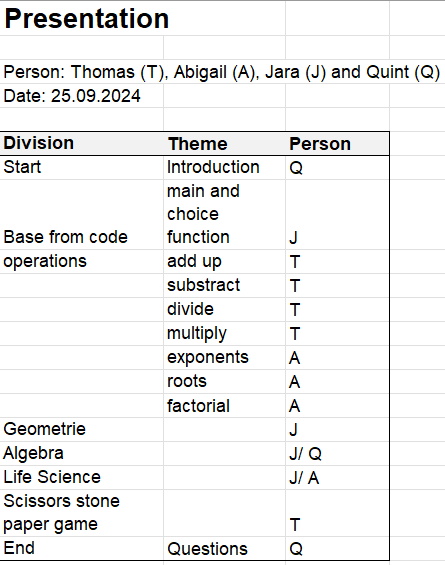 Presentation
Person: Thomas (T), Abigail (A), Jara (J) and Quint (Q)
Date: 25.09.2024
Division Theme Person
Start Introduction Q
main and
choice
Base from code function J
operations add up T
substract T
divide T
multiply T
exponents A
roots A
factorial A
Geometrie J
Algebra J/ Q
Life Science J/ A
Scissors stone
paper game T
End Questions Q